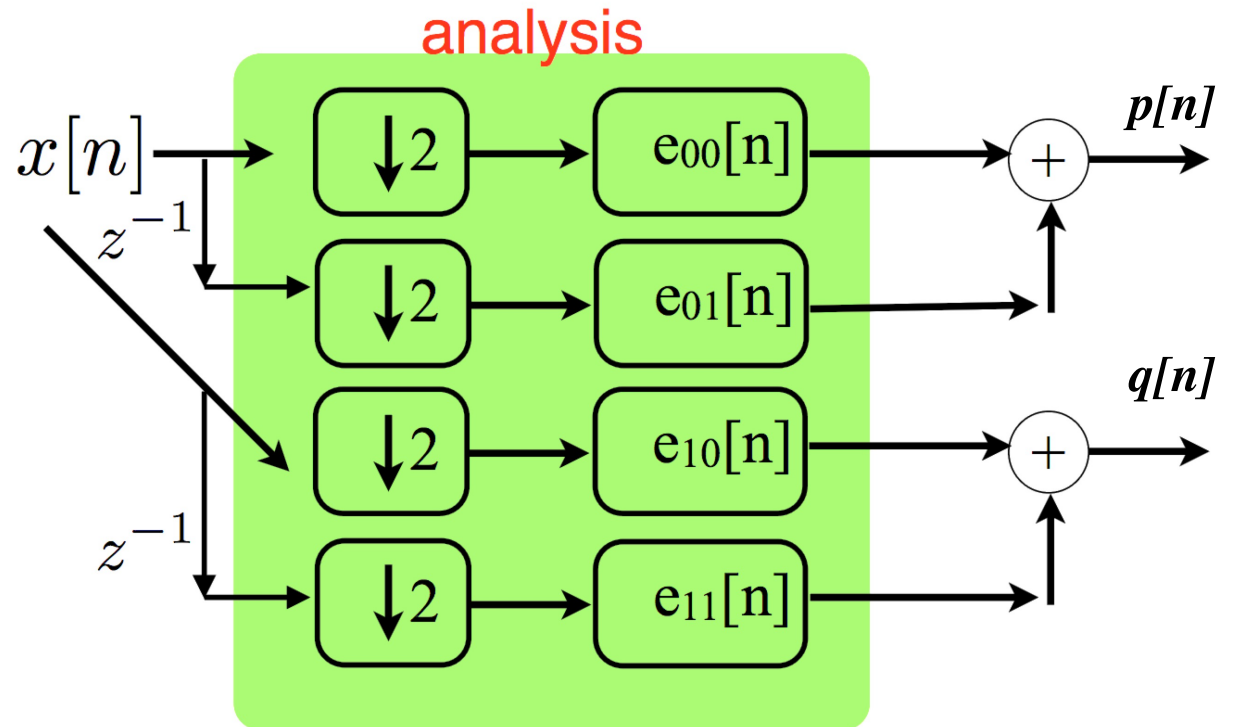 analysis
x[n]
z⁻¹
↓2
e₀₀[n]
+
p[n]
↓2
e₀₁[n]
↓2
e₁₀[n]
+
q[n]
z⁻¹
↓2
e₁₁[n]